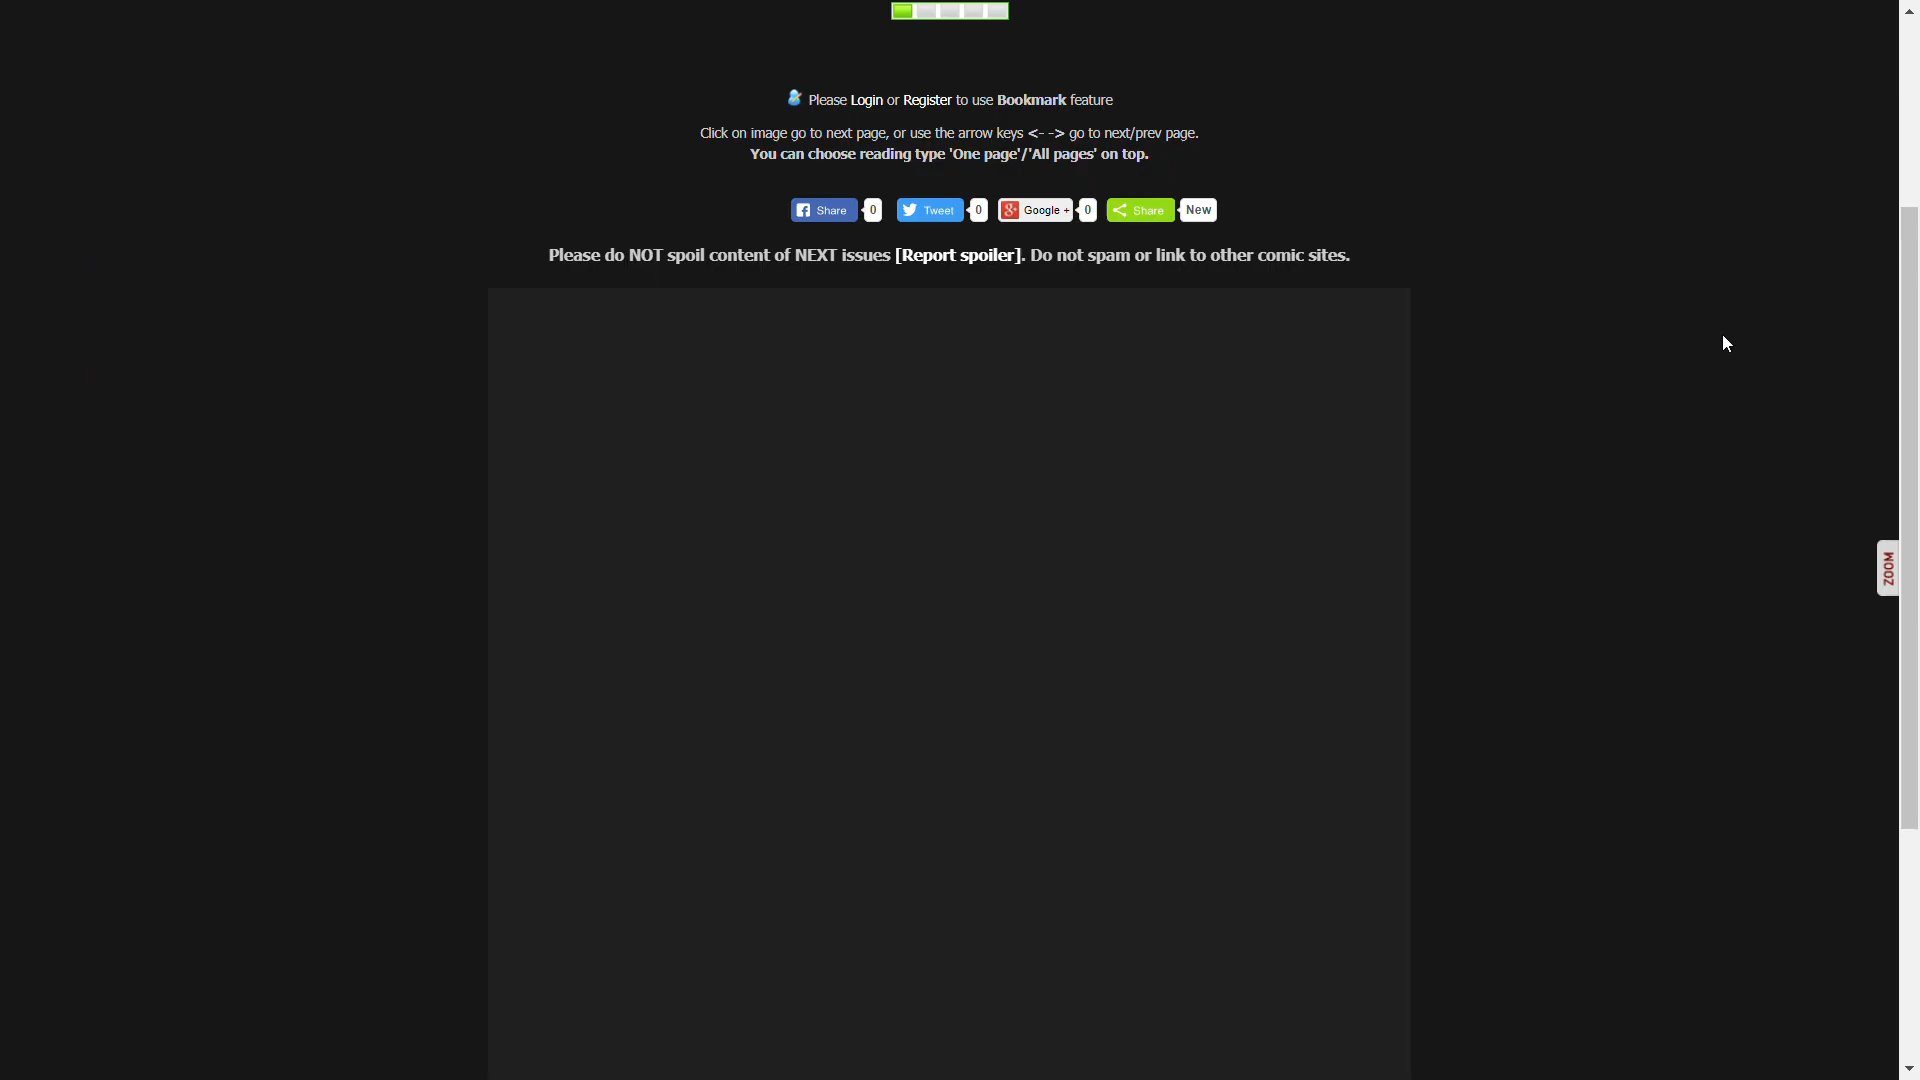 Please Login or Register to use Bookmark feature
Click on image go to next page, or use the arrow keys <- -> go to next/prev page.
You can choose reading type 'One page'/'All pages' on top.
Share 0 Tweet 0 Google + 0 Share New
Please do NOT spoil content of NEXT issues [Report spoiler]. Do not spam or link to other comic sites.
ZOOM